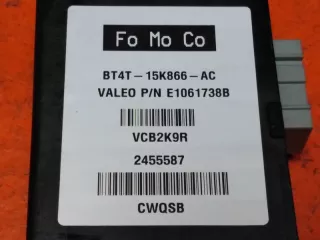 Fo Mo Co
BT4T-15K866-AC
VALEO P/N E1061738B
VCB2K9R
2455587
CWQSB